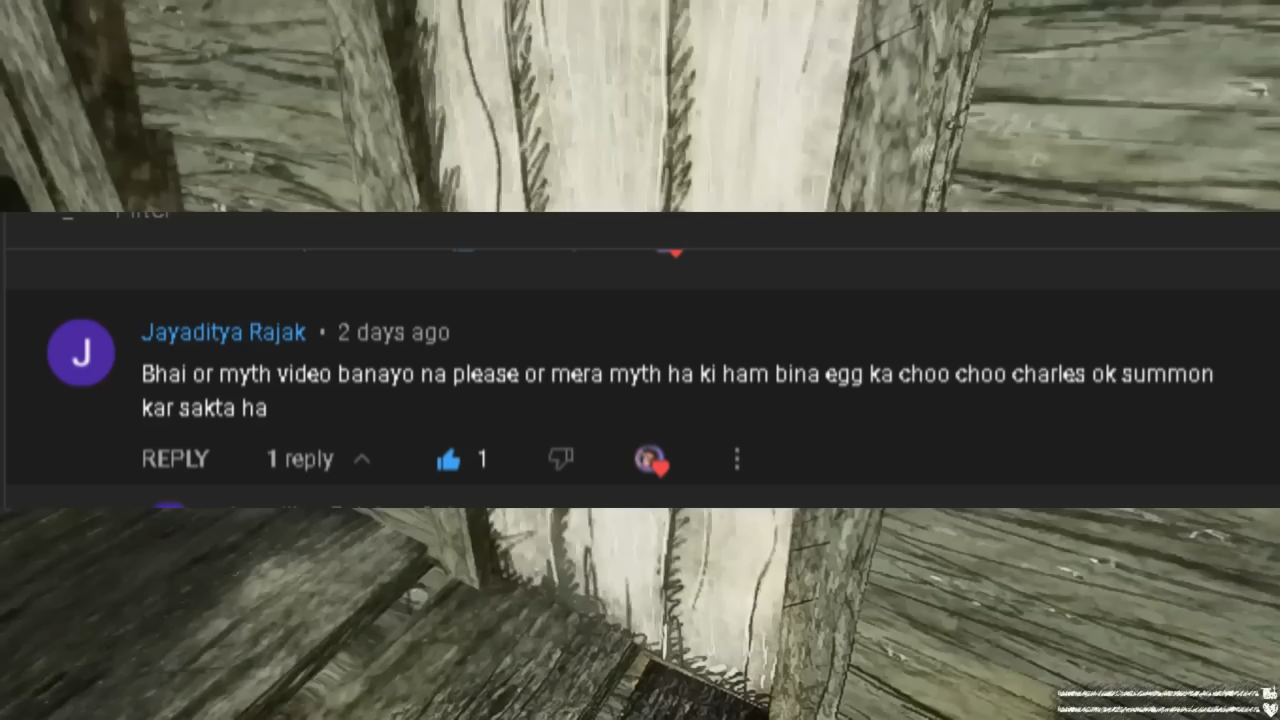 Filter
Jayaditya Rajak • 2 days ago
Bhai or myth video banayo na please or mera myth ha ki ham bina egg ka choo choo charles ok summon
kar sakta ha
REPLY 1 reply 1